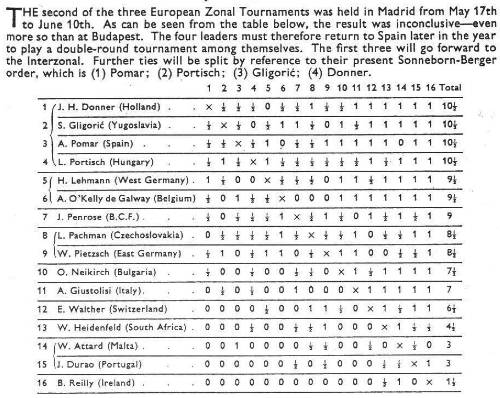 THE second of the three European Zonal Tournaments was held in Madrid from May 17th
to June 10th. As can be seen from the table below, the result was inconclusive—even
more so than at Budapest. The four leaders must therefore return to Spain later in the year
to play a double-round tournament among themselves. The first three will go forward to
the Interzonal. Further ties will be split by reference to their present Sonneborn-Berger
order, which is (1) Pomar; (2) Portisch; (3) Gligorić; (4) Donner.
1 2 3 4 5 6 7 8 9 10 11 12 13 14 15 16 Total
1 J. H. Donner (Holland) . . × ½ ½ ½ 0 ½ ½ 1 ½ ½ 1 1 1 1 1 1 10½
2 S. Gligorić (Yugoslavia) . . ½ × ½ 0 ½ 1 1 ½ 0 1 ½ 1 1 1 1 1 10½
3 A. Pomar (Spain) . . ½ ½ × ½ 1 0 ½ ½ 1 1 1 1 1 0 1 1 10½
4 L. Portisch (Hungary) . . ½ 1 ½ × 1 ½ ½ ½ ½ ½ ½ 1 1 1 1 10½
5 H. Lehmann (West Germany) . 1 ½ 0 0 × ½ ½ ½ 0 1 1 ½ 1 1 1 1 9½
6 A. O'Kelly de Galway (Belgium) ½ 0 1 ½ ½ × 0 0 0 1 1 1 1 1 1 1 9½
7 J. Penrose (B.C.F.) . . . ½ 0 ½ ½ ½ 1 × ½ 1 ½ 0 1 ½ 1 ½ 1 9
8 L. Pachman (Czechoslovakia) . 0 ½ ½ ½ ½ 1 ½ × ½ ½ 1 0 ½ ½ 1 1 8½
9 W. Pietzsch (East Germany) . ½ 1 0 ½ 1 1 0 ½ × ½ 1 0 0 ½ 1 1 8½
10 O. Neikirch (Bulgaria) . . ½ 0 0 ½ 0 0 ½ ½ ½ × 1 ½ 1 1 1 7½
11 A. Giustolisi (Italy) . . . 0 ½ 0 ½ 0 0 1 0 0 0 × 1 1 1 1 1 7
12 E. Walther (Switzerland) . 0 0 0 0 ½ 0 0 1 1 ½ 0 × 1 ½ 1 1 6½
13 W. Heidenfeld (South Africa) . 0 0 0 0 0 0 ½ ½ 1 0 0 0 × 1 ½ ½ 4½
14 W. Attard (Malta) . . . 0 0 1 0 0 0 0 ½ ½ 0 0 ½ 0 × ½ 0 3
15 J. Durao (Portugal) . . 0 0 0 0 0 0 ½ 0 0 0 0 ½ ½ × 1 3
16 B. Reilly (Ireland) . . . 0 0 0 0 0 0 0 0 0 0 0 0 ½ 1 0 × 1½